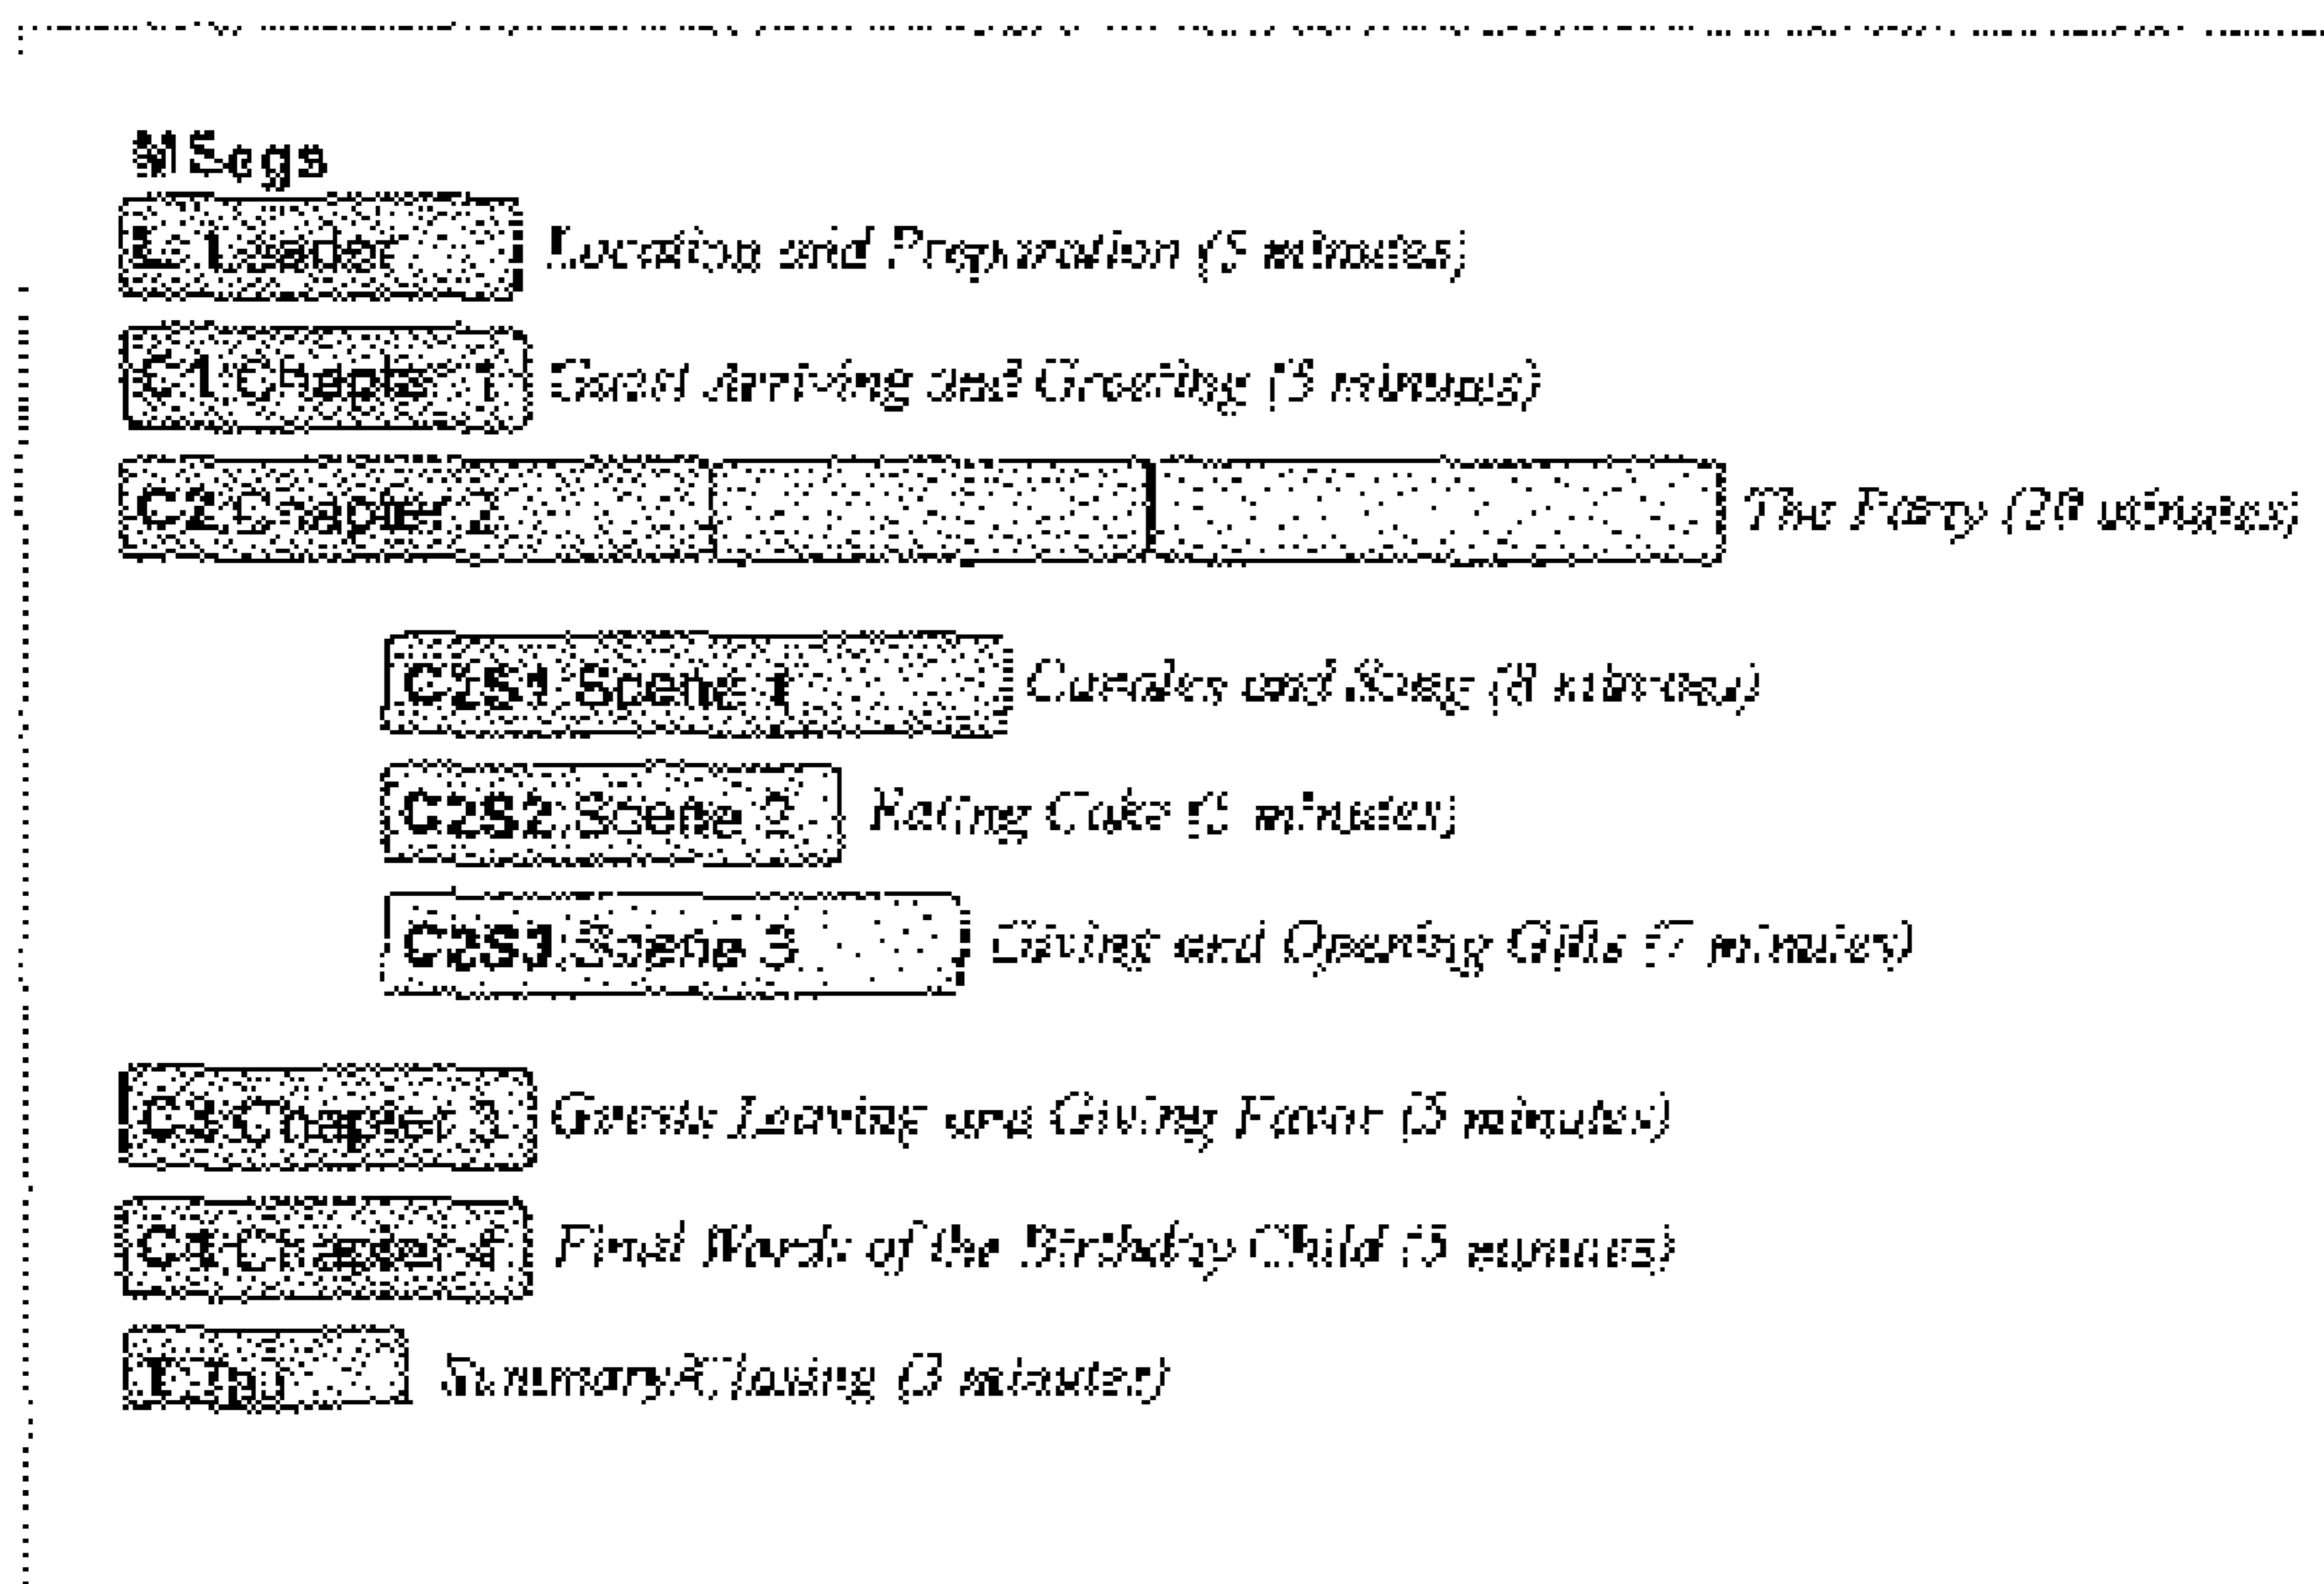 MSegs
L Leader Location and Preparation (5 minutes)
C1 Chapter 1 Guest Arriving and Greeting (5 minutes)
C2 Chapter 2 The Party (20 minutes)
C2S1 Scene 1 Candles and Song (8 minutes)
C2S2 Scene 2 Eating Cake (5 minutes)
C2S3 Scene 3 Giving and Opening Gifts (7 minutes)
C3 Chapter 3 Guests Leaving and Giving Favor (5 minutes)
C4 Chapter 4 Final Words of the Birthday Child (5 minutes)
Summary/Closing (3 minutes)